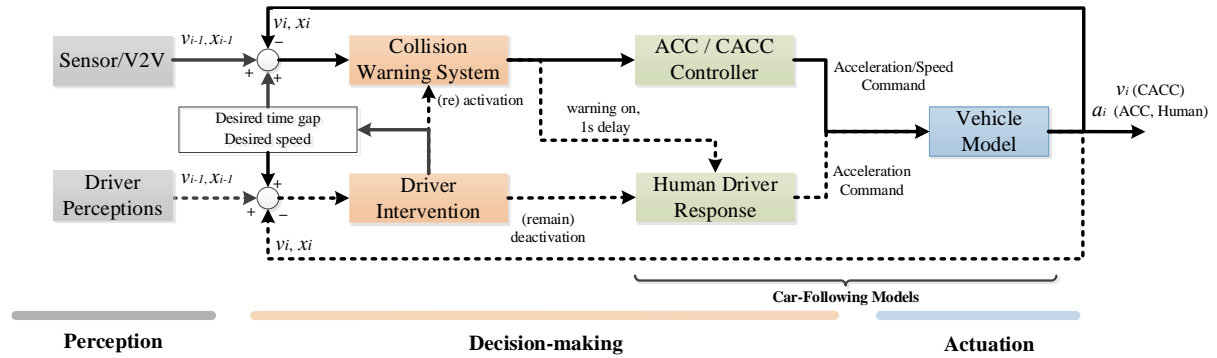 vi, xi
vi-1, xi-1
Sensor/V2V
−
+
+
Collision
Warning System
ACC / CACC
Controller
Acceleration/Speed
Command
(re) activation
warning on,
1s delay
Desired time gap
Desired speed
Vehicle
Model
vi (CACC)
ai (ACC, Human)
Driver
Perceptions
vi-1, xi-1
+
+
−
Driver
Intervention
Human Driver
Response
Acceleration
Command
(remain)
deactivation
vi, xi
Car-Following Models
Perception
Decision-making
Actuation